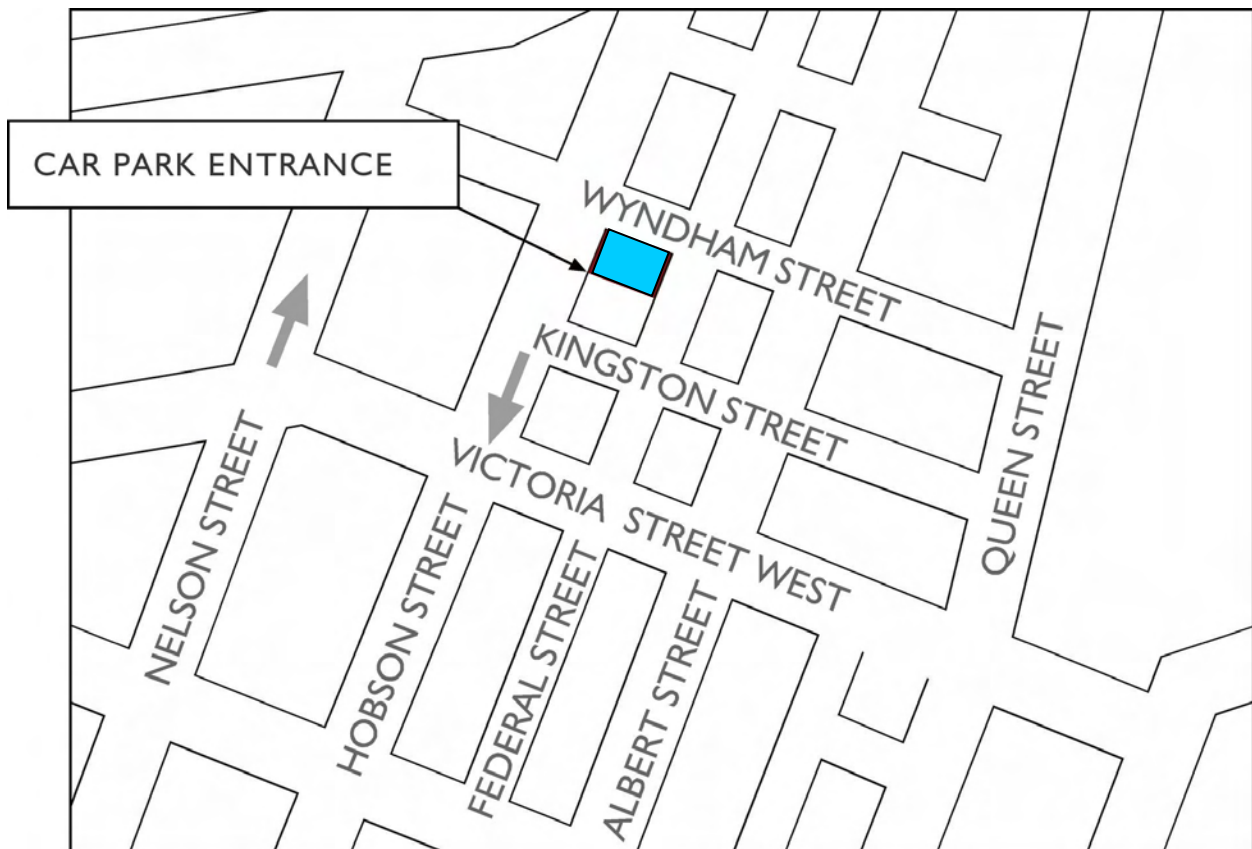 CAR PARK ENTRANCE
WYNDHAM STREET
KINGSTON STREET
QUEEN STREET
VICTORIA STREET WEST
NELSON STREET
HOBSON STREET
FEDERAL STREET
ALBERT STREET